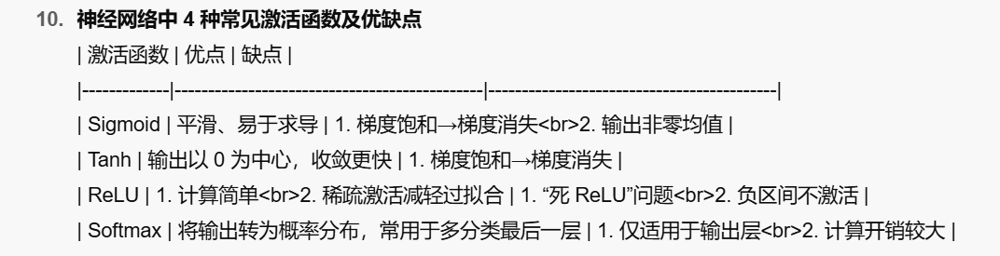 10. 神经网络中 4 种常见激活函数及优缺点
| 激活函数 | 优点 | 缺点 |
|-------------|----------------------------------------------|-------------------------------------------|
| Sigmoid | 平滑、易于求导 | 1. 梯度饱和→梯度消失<br>2. 输出非零均值 |
| Tanh | 输出以 0 为中心，收敛更快 | 1. 梯度饱和→梯度消失 |
| ReLU | 1. 计算简单<br>2. 稀疏激活减轻过拟合 | 1. “死 ReLU”问题<br>2. 负区间不激活 |
| Softmax | 将输出转为概率分布，常用于多分类最后一层 | 1. 仅适用于输出层<br>2. 计算开销较大 |